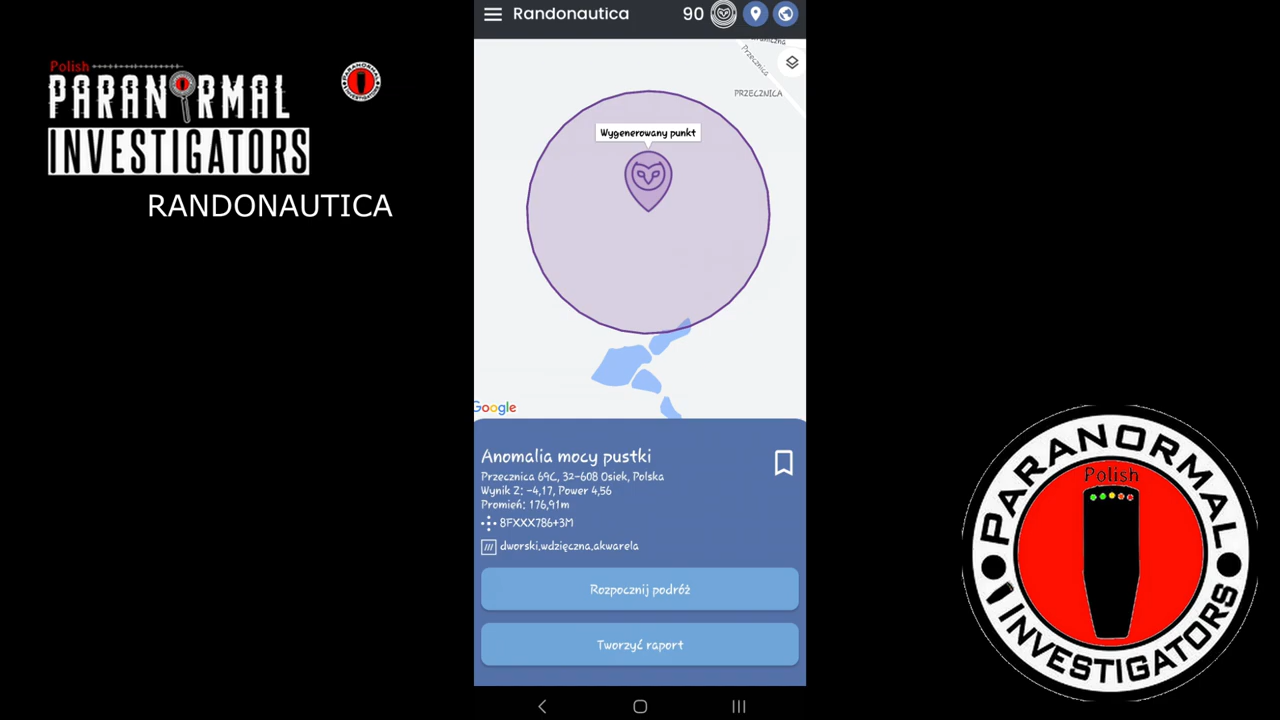 Polish
PARANORMAL
INVESTIGATORS
RANDONAUTICA
Randonautica
90
Przecznica
PRZECZNICA
Wygenerowany punkt
Google
Anomalia mocy pustki
Przecznica 69C, 32-608 Osiek, Polska
Wynik Z: -4,17, Power 4,56
Promień: 176,91m
8FXXX786+3M
dworski.wdzięczna.akwarela
Rozpocznij podróż
Tworzyć raport
PARANORMAL
Polish
INVESTIGATORS